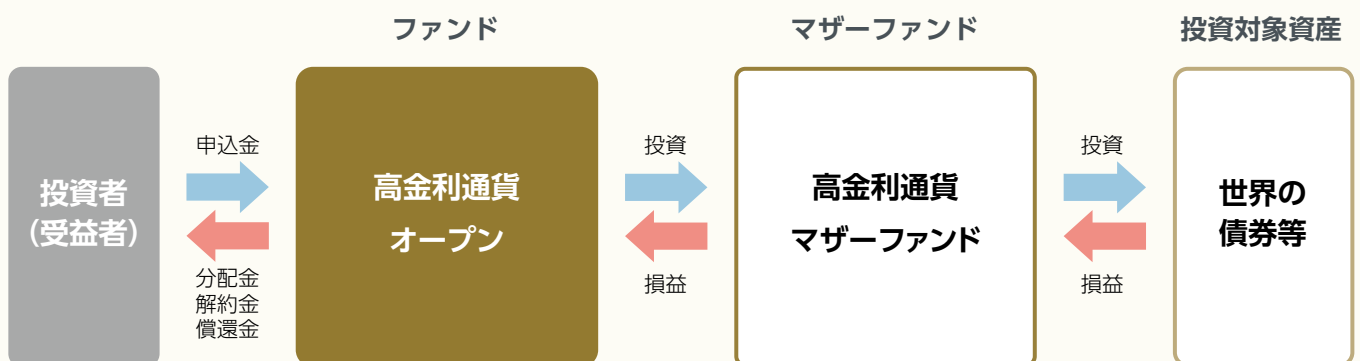 ファンド
マザーファンド
投資対象資産
投資者
(受益者)
申込金
分配金
解約金
償還金
高金利通貨
オープン
投資
損益
高金利通貨
マザーファンド
投資
損益
世界の
債券等